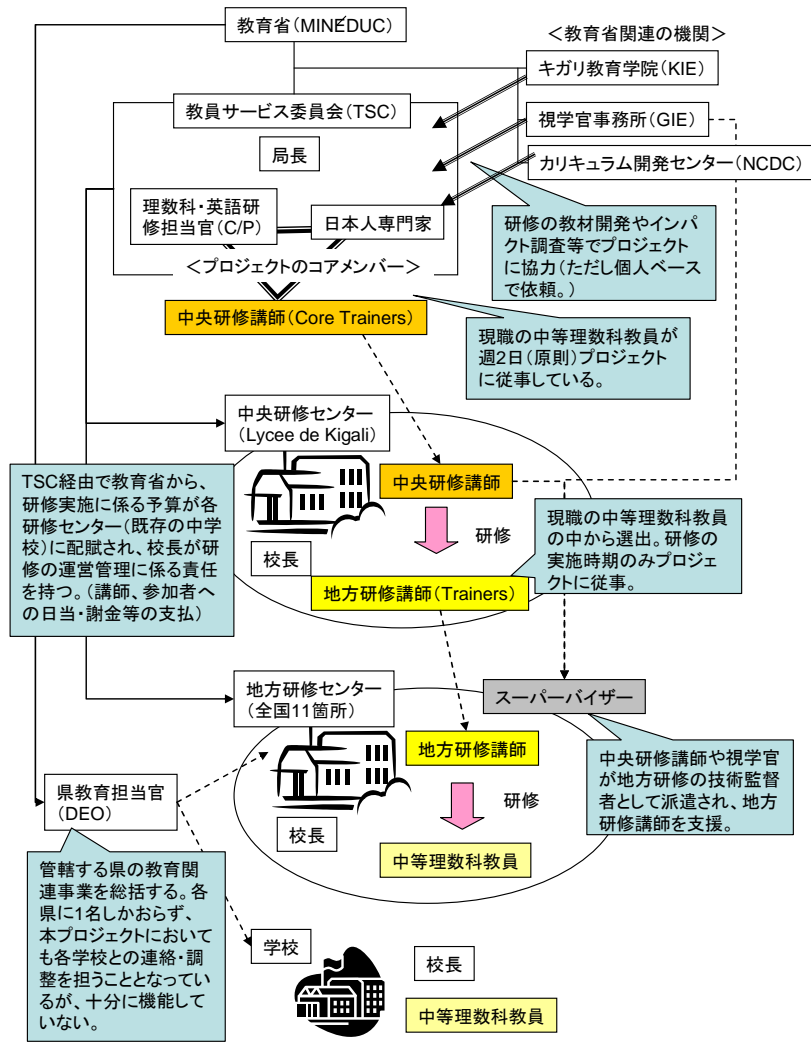 教育省（MINEDUC）
＜教育省関連の機関＞
キガリ教育学院（KIE）
教員サービス委員会（TSC）
視学官事務所（GIE）
局長
カリキュラム開発センター（NCDC）
理数科・英語研
修担当官（C/P）
日本人専門家
研修の教材開発やインパ
クト調査等でプロジェクト
に協力（ただし個人ベース
で依頼。）
＜プロジェクトのコアメンバー＞
中央研修講師（Core Trainers）
現職の中等理数科教員が
週2日（原則）プロジェクト
に従事している。
中央研修センター
（Lycee de Kigali）
TSC経由で教育省から、
研修実施に係る予算が各
研修センター（既存の中学
校）に配賦され、校長が研
修の運営管理に係る責任
を持つ。（講師、参加者へ
の日当・謝金等の支払）
中央研修講師
研修
現職の中等理数科教員
の中から選出。研修の
実施時期のみプロジェ
クトに従事。
校長
地方研修講師（Trainers）
地方研修センター
（全国11箇所）
スーパーバイザー
地方研修講師
中央研修講師や視学官
が地方研修の技術監督
者として派遣され、地方
研修講師を支援。
県教育担当官
（DEO）
研修
校長
中等理数科教員
管轄する県の教育関
連事業を総括する。各
県に1名しかおらず、
本プロジェクトにおいて
も各学校との連絡・調
整を担うこととなってい
るが、十分に機能して
いない。
学校
校長
中等理数科教員